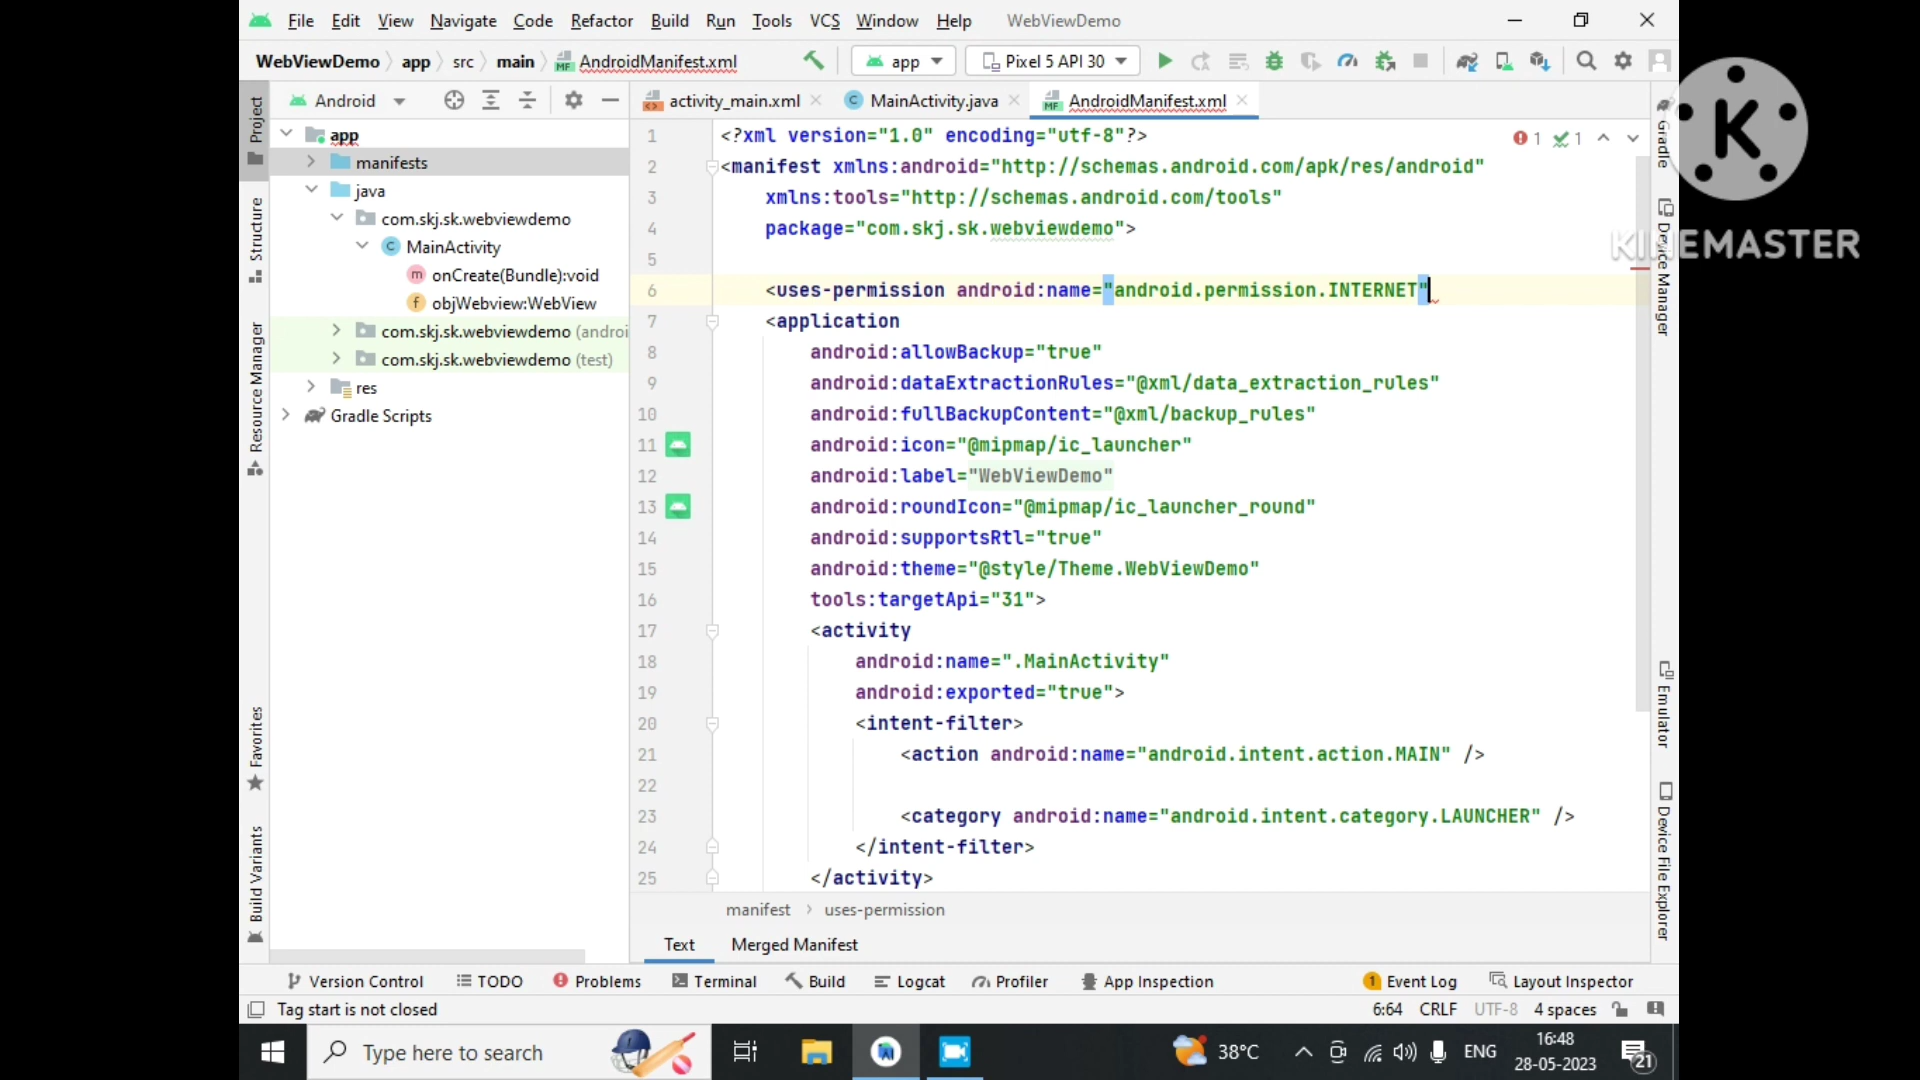 File Edit View Navigate Code Refactor Build Run Tools VCS Window Help WebViewDemo
WebViewDemo app src main AndroidManifest.xml app Pixel 5 API 30
Project
Android
activity_main.xml MainActivity.java AndroidManifest.xml
app
manifests
java
com.skj.sk.webviewdemo
MainActivity
onCreate(Bundle):void
objWebview:WebView
com.skj.sk.webviewdemo (androi
com.skj.sk.webviewdemo (test)
res
Gradle Scripts
Structure
Resource Manager
Favorites
Build Variants
1 <?xml version="1.0" encoding="utf-8"?>
2 <manifest xmlns:android="http://schemas.android.com/apk/res/android"
3 xmlns:tools="http://schemas.android.com/tools"
4 package="com.skj.sk.webviewdemo">
5
6 <uses-permission android:name="android.permission.INTERNET"
7 <application
8 android:allowBackup="true"
9 android:dataExtractionRules="@xml/data_extraction_rules"
10 android:fullBackupContent="@xml/backup_rules"
11 android:icon="@mipmap/ic_launcher"
12 android:label="WebViewDemo"
13 android:roundIcon="@mipmap/ic_launcher_round"
14 android:supportsRtl="true"
15 android:theme="@style/Theme.WebViewDemo"
16 tools:targetApi="31">
17 <activity
18 android:name=".MainActivity"
19 android:exported="true">
20 <intent-filter>
21 <action android:name="android.intent.action.MAIN" />
22
23 <category android:name="android.intent.category.LAUNCHER" />
24 </intent-filter>
25 </activity>
1 1
Gradle
Device Manager
Emulator
Device File Explorer
K
KINEMASTER
manifest uses-permission
Text Merged Manifest
Version Control TODO Problems Terminal Build Logcat Profiler App Inspection 1 Event Log Layout Inspector
Tag start is not closed 6:64 CRLF UTF-8 4 spaces
Type here to search 38°C ENG 16:48
28-05-2023 21